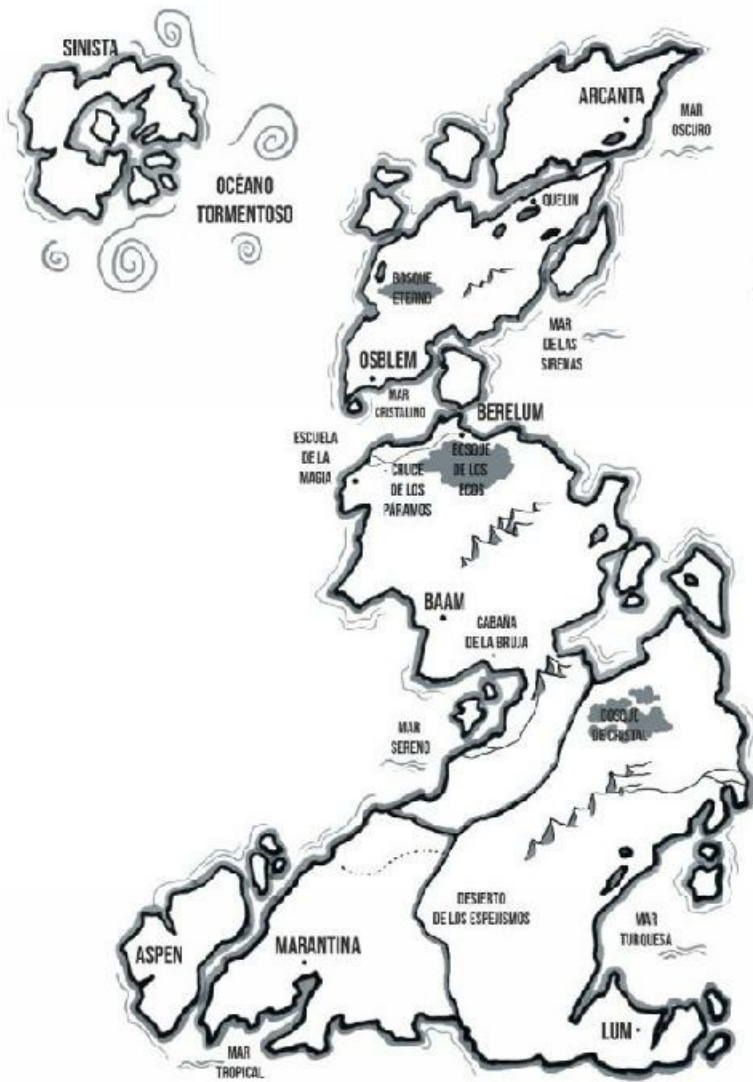 SINISTA
ARCANTA
MAR
OSCURO
OCÉANO
TORMENTOSO
QUELIN
BOSQUE
ETERNO
MAR
DE LAS
SIRENAS
OSBLEM
MAR
CRISTALINO
BERELUM
ESCUELA
DE LA
MAGIA
BOSQUE
DE LOS
ECOS
CRUCE
DE LOS
PÁRAMOS
BAAM
CABAÑA
DE LA BRUJA
BOSQUE
DE CRISTAL
MAR
SERENO
DESIERTO
DE LOS ESPEJISMOS
MAR
TURQUESA
ASPEN
MARANTINA
LUM
MAR
TROPICAL